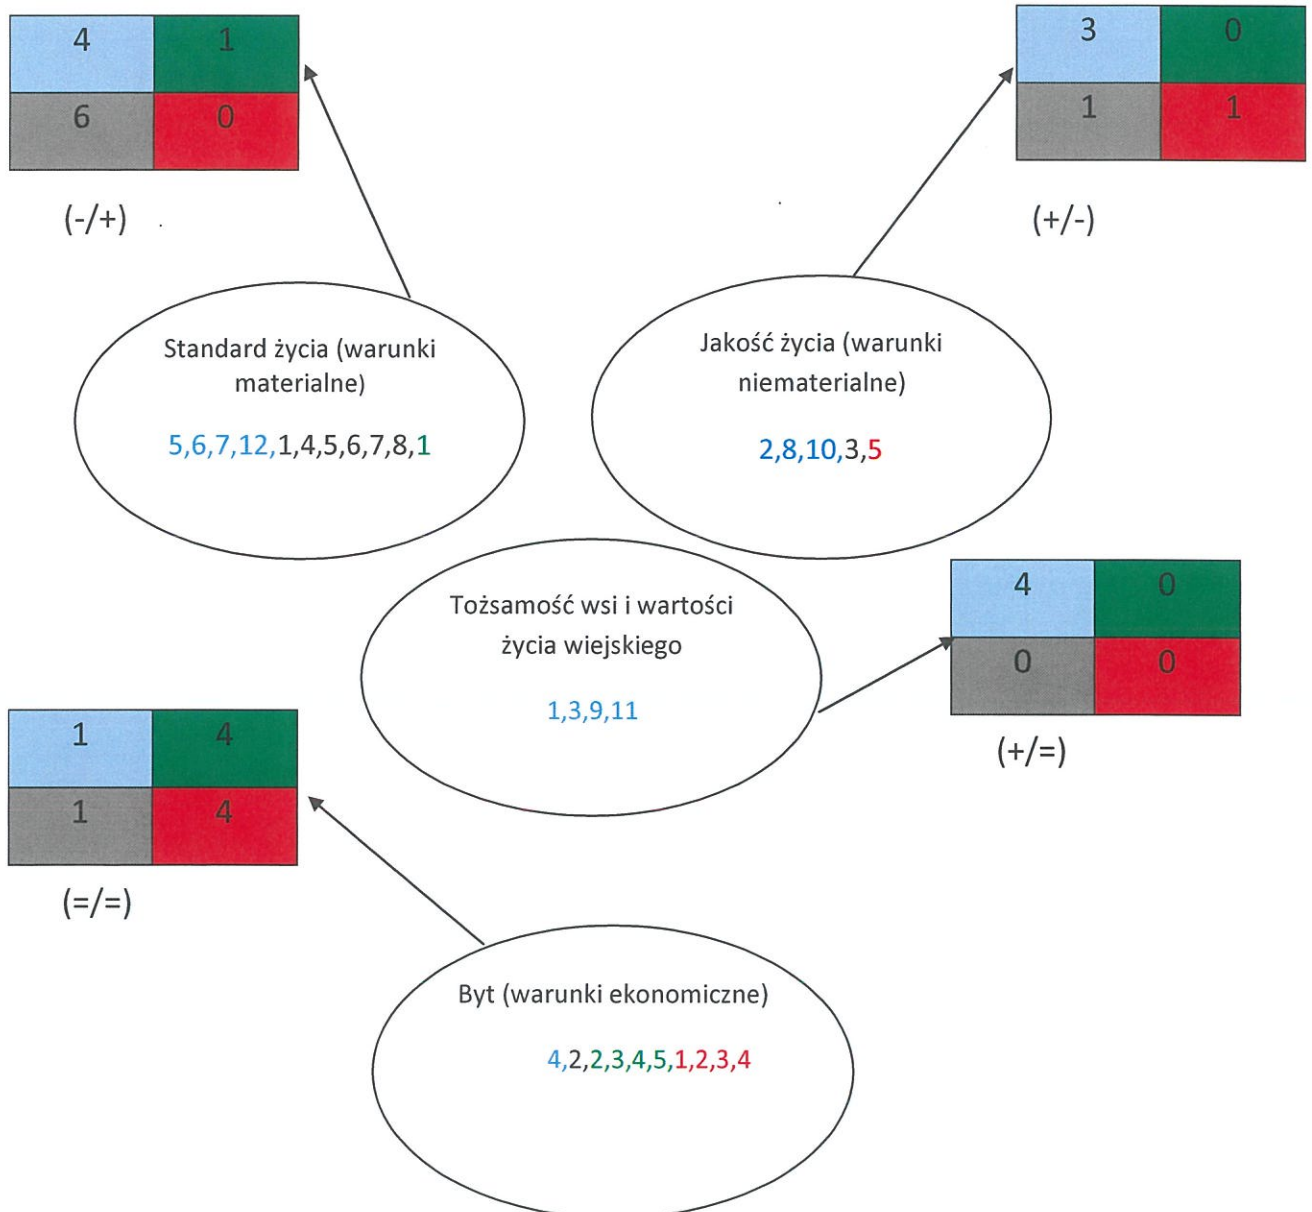 4 1
6 0
(-/+)
3 0
1 1
(+/-)
Standard życia (warunki
materialne)
5,6,7,12,1,4,5,6,7,8,1
Jakość życia (warunki
niematerialne)
2,8,10,3,5
Tożsamość wsi i wartości
życia wiejskiego
1,3,9,11
4 0
0 0
(+/=)
1 4
1 4
(=/=)
Byt (warunki ekonomiczne)
4,2,2,3,4,5,1,2,3,4